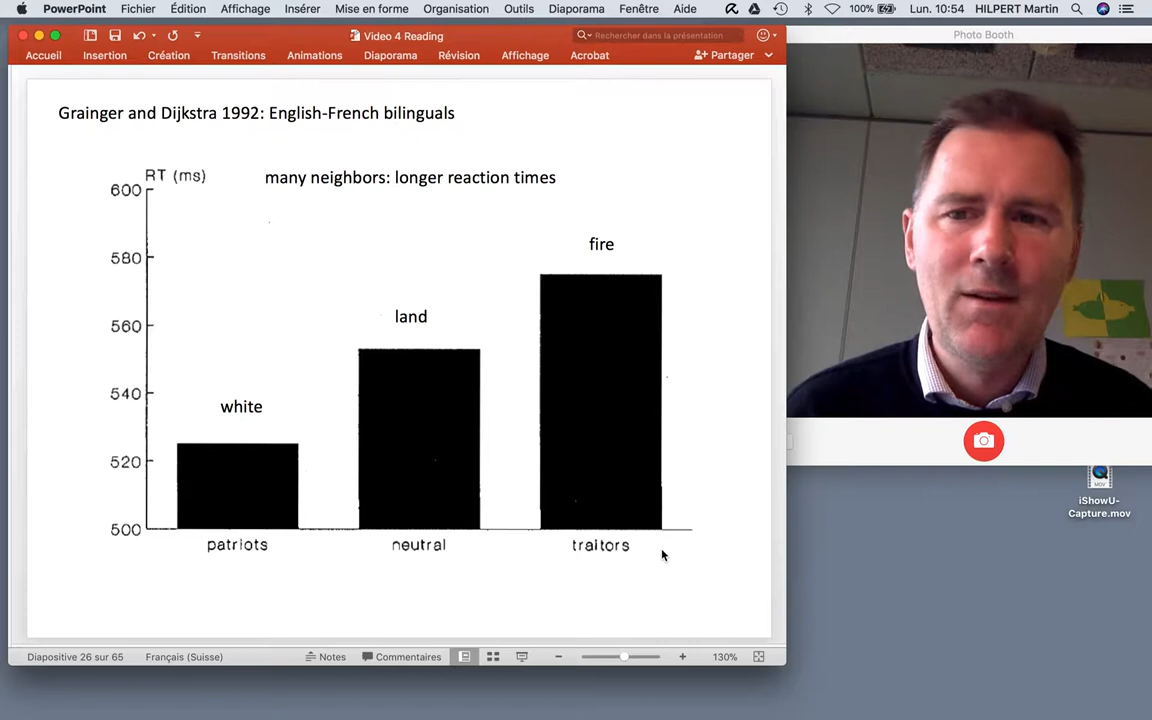 PowerPoint Fichier Édition Affichage Insérer Mise en forme Organisation Outils Diaporama Fenêtre Aide 100% Lun. 10:54 HILPERT Martin
Video 4 Reading
Rechercher dans la présentation
Accueil Insertion Création Transitions Animations Diaporama Révision Affichage Acrobat Partager
Photo Booth
Grainger and Dijkstra 1992: English-French bilinguals
RT (ms)
many neighbors: longer reaction times
600
580
560
540
520
500
fire
land
white
patriots neutral traitors
Diapositive 26 sur 65 Français (Suisse) Notes Commentaires 130%
MOV
iShowU-
Capture.mov